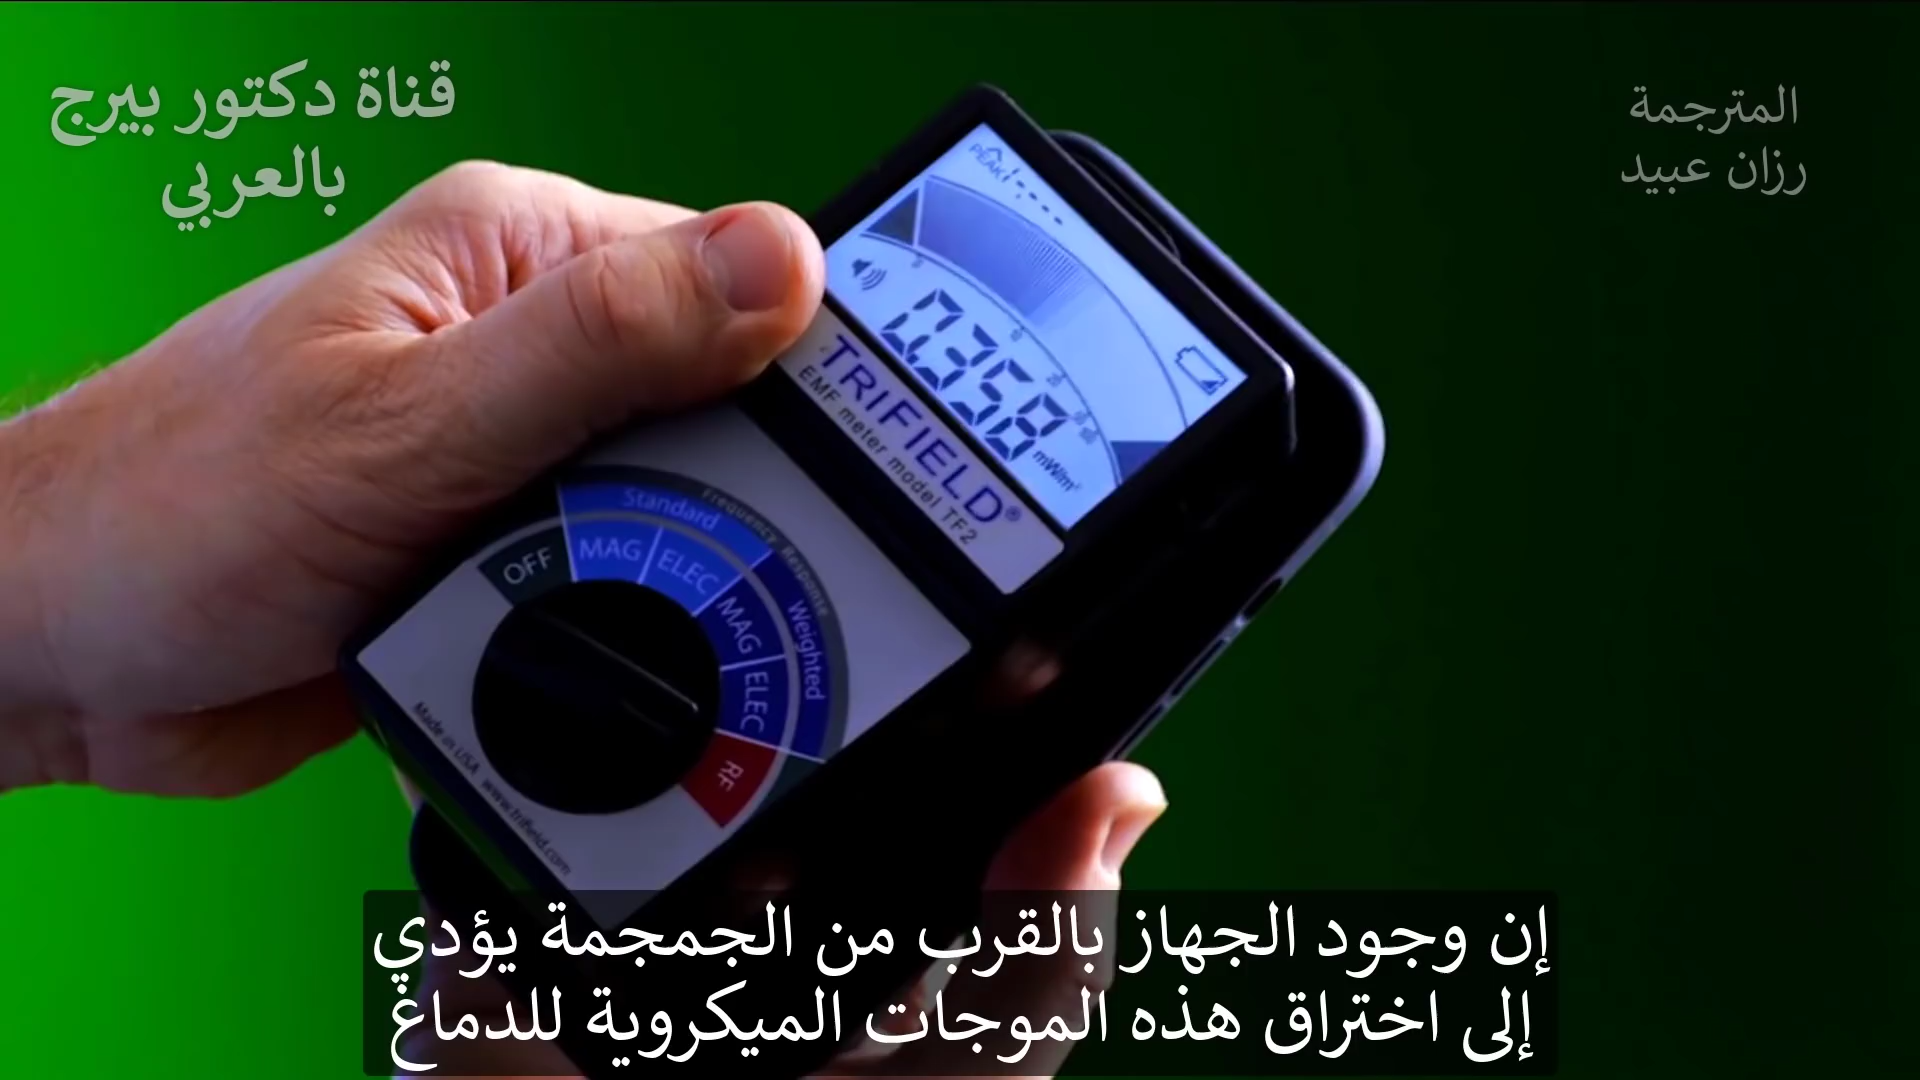 قناة دكتور بيرج
بالعربي
المترجمة
رزان عبيد
PEAK
0.358
mW/m²
TRIFIELD®
EMF meter model TF2
Frequency Response
Standard
Weighted
OFF
MAG
ELEC
MAG
ELEC
RF
Made in USA www.trifield.com
إن وجود الجهاز بالقرب من الجمجمة يؤدي
إلى اختراق هذه الموجات الميكروية للدماغ